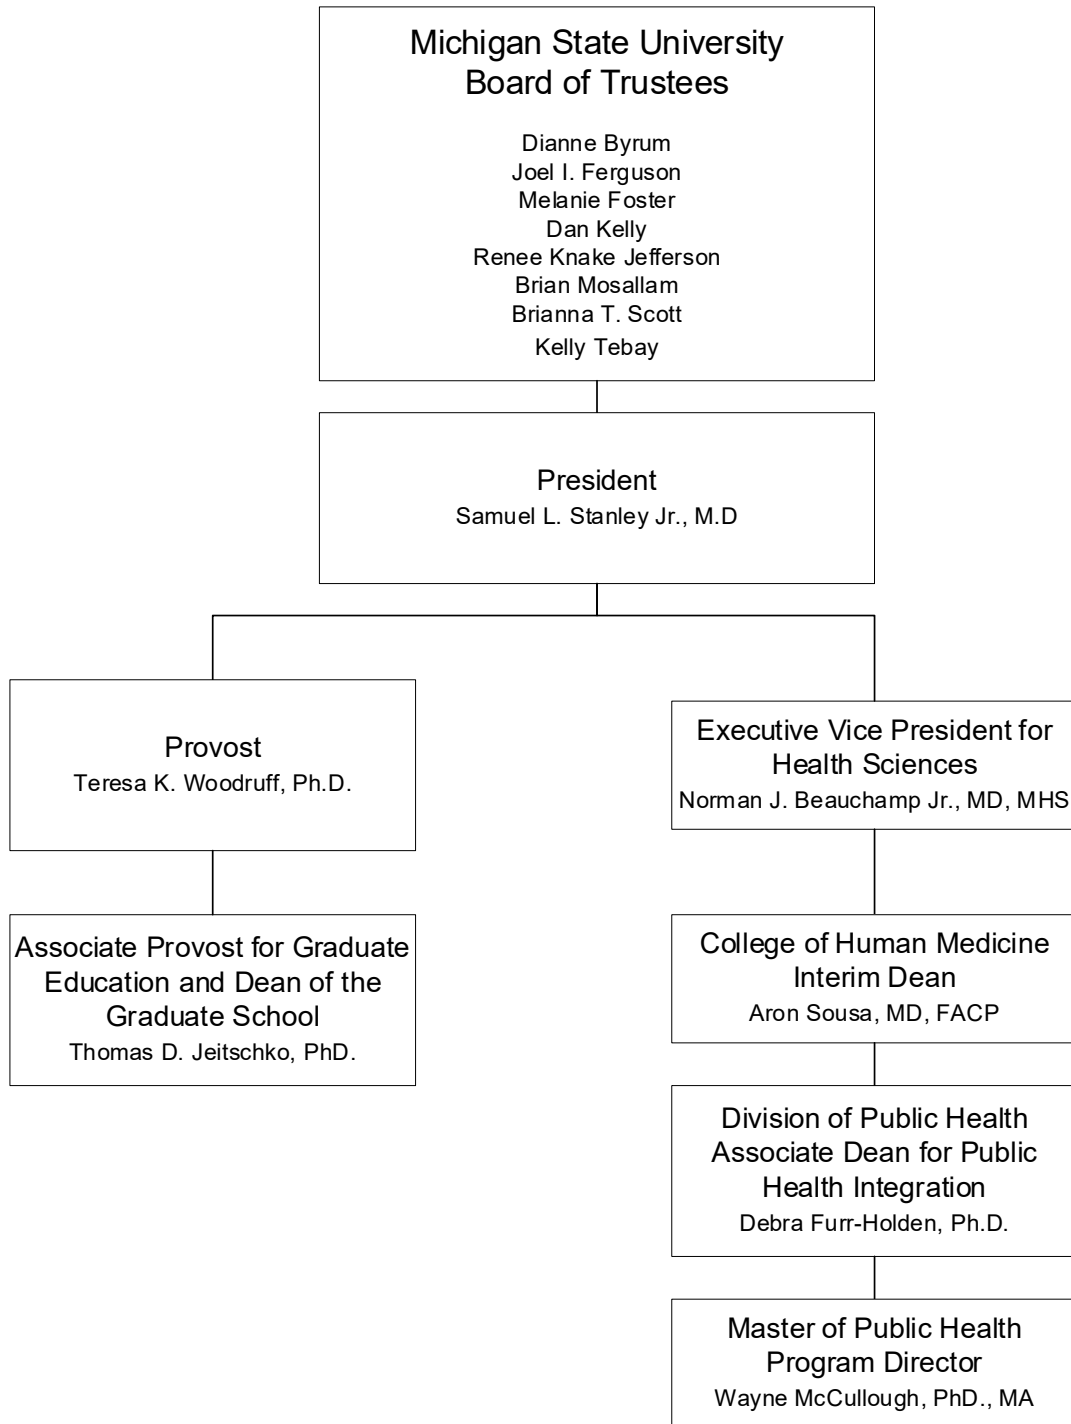 Michigan State University
Board of Trustees
Dianne Byrum
Joel I. Ferguson
Melanie Foster
Dan Kelly
Renee Knake Jefferson
Brian Mosallam
Brianna T. Scott
Kelly Tebay
President
Samuel L. Stanley Jr., M.D
Provost
Teresa K. Woodruff, Ph.D.
Associate Provost for Graduate
Education and Dean of the
Graduate School
Thomas D. Jeitschko, PhD.
Executive Vice President for
Health Sciences
Norman J. Beauchamp Jr., MD, MHS
College of Human Medicine
Interim Dean
Aron Sousa, MD, FACP
Division of Public Health
Associate Dean for Public
Health Integration
Debra Furr-Holden, Ph.D.
Master of Public Health
Program Director
Wayne McCullough, PhD., MA